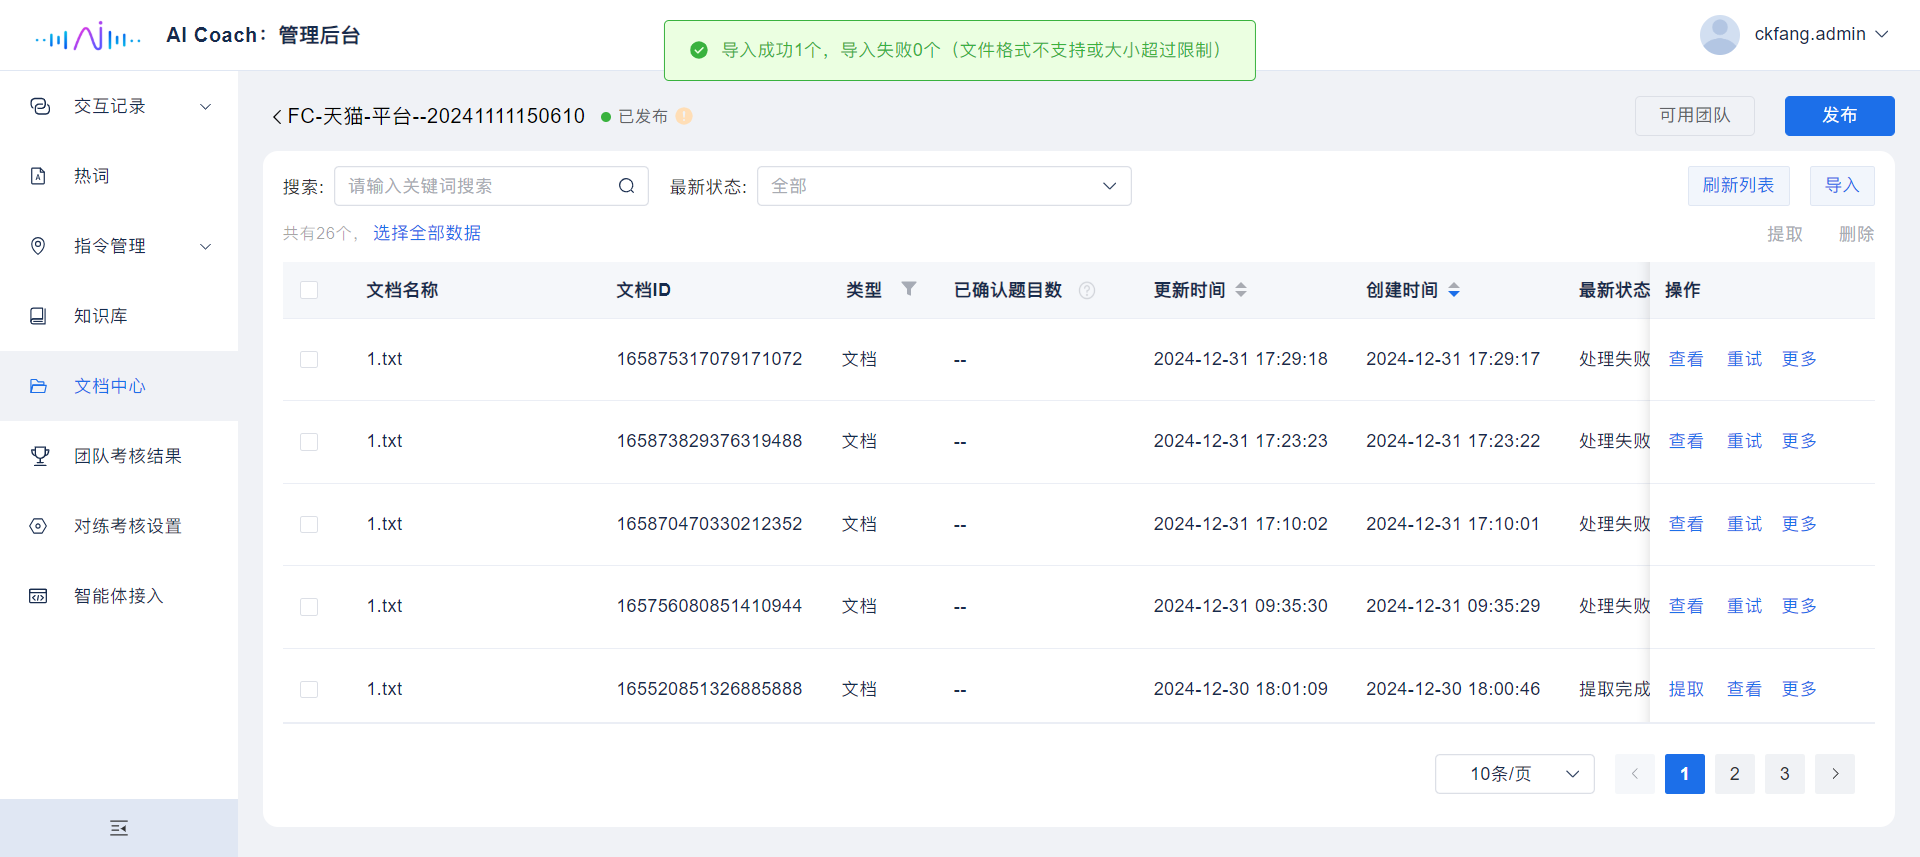 AI Coach：管理后台
导入成功1个，导入失败0个（文件格式不支持或大小超过限制）
ckfang.admin
交互记录
热词
指令管理
知识库
文档中心
团队考核结果
对练考核设置
智能体接入
FC-天猫-平台--20241111150610
已发布
可用团队
发布
搜索: 请输入关键词搜索
最新状态: 全部
刷新列表
导入
共有26个， 选择全部数据
提取 删除
文档名称 文档ID 类型 已确认题目数 更新时间 创建时间 最新状态 操作
1.txt 165875317079171072 文档 -- 2024-12-31 17:29:18 2024-12-31 17:29:17 处理失败 查看 重试 更多
1.txt 165873829376319488 文档 -- 2024-12-31 17:23:23 2024-12-31 17:23:22 处理失败 查看 重试 更多
1.txt 165870470330212352 文档 -- 2024-12-31 17:10:02 2024-12-31 17:10:01 处理失败 查看 重试 更多
1.txt 165756080851410944 文档 -- 2024-12-31 09:35:30 2024-12-31 09:35:29 处理失败 查看 重试 更多
1.txt 165520851326885888 文档 -- 2024-12-30 18:01:09 2024-12-30 18:00:46 提取完成 提取 查看 更多
10条/页 1 2 3